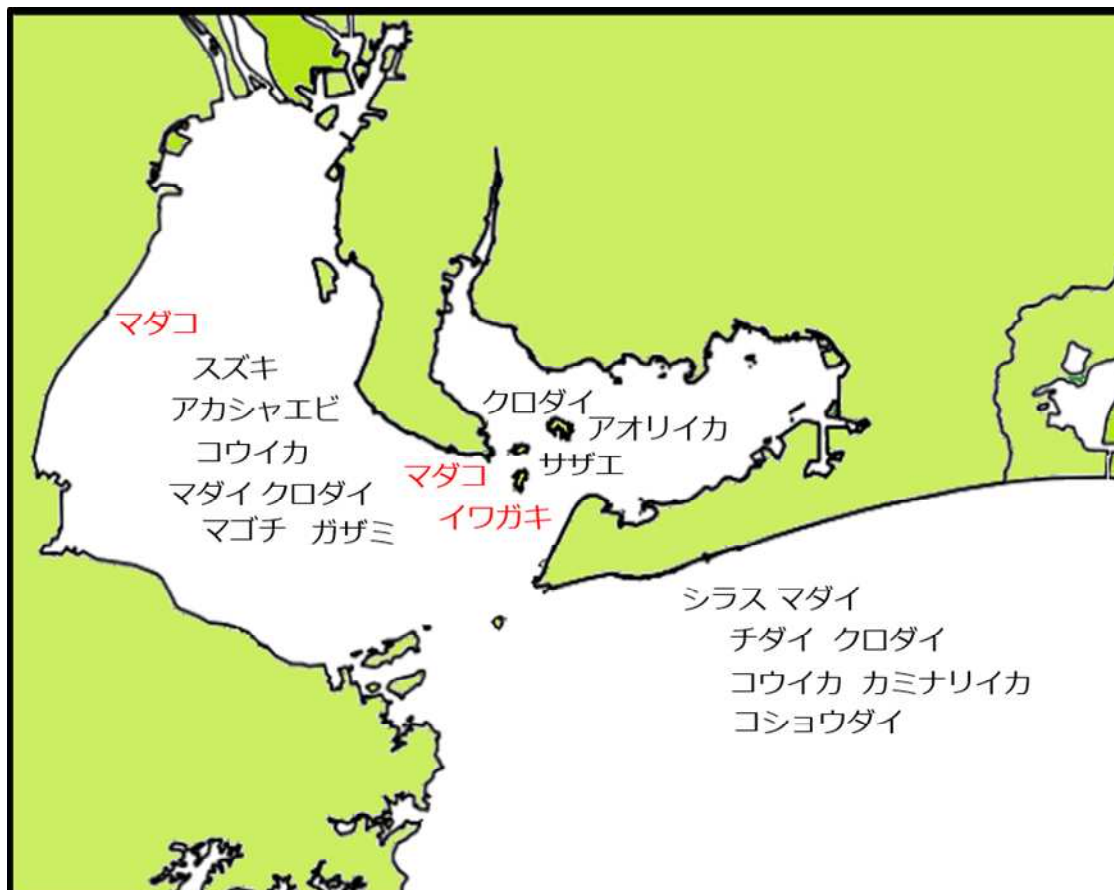 マダコ
スズキ
アカシャエビ
コウイカ
マダイ クロダイ
マゴチ ガザミ
マダコ
イワガキ
クロダイ
アオリイカ
サザエ
シラス マダイ
チダイ クロダイ
コウイカ カミナリイカ
コショウダイ